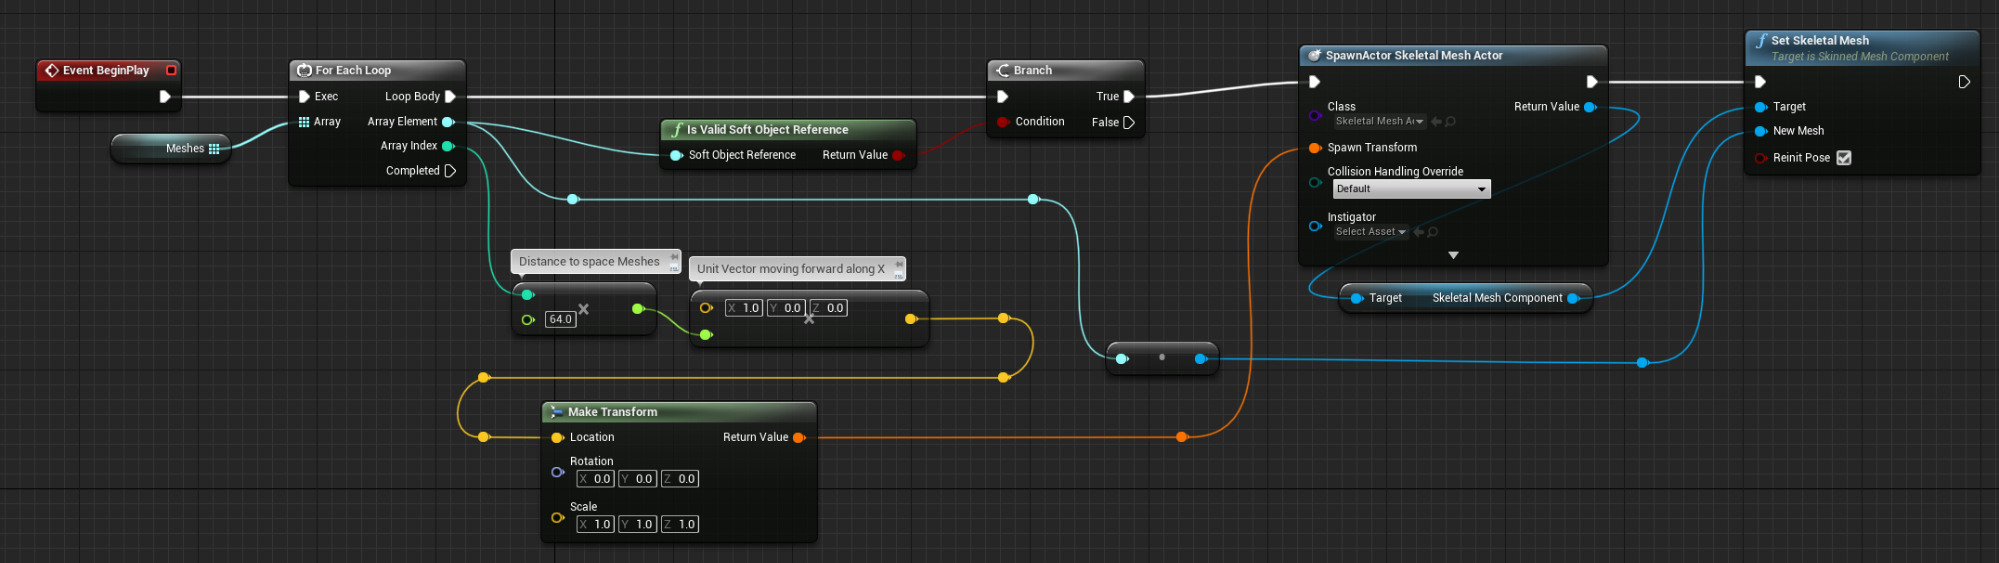 Event BeginPlay
Meshes
For Each Loop
Exec
Loop Body
Array
Array Element
Array Index
Completed
Is Valid Soft Object Reference
Soft Object Reference
Return Value
Branch
True
Condition
False
Distance to space Meshes
64.0
Unit Vector moving forward along X
X 1.0 Y 0.0 Z 0.0
Make Transform
Location
Return Value
Rotation
X 0.0 Y 0.0 Z 0.0
Scale
X 1.0 Y 1.0 Z 1.0
SpawnActor Skeletal Mesh Actor
Class
Return Value
Skeletal Mesh A
Spawn Transform
Collision Handling Override
Default
Instigator
Select Asset
Target
Skeletal Mesh Component
Set Skeletal Mesh
Target is Skinned Mesh Component
Target
New Mesh
Reinit Pose